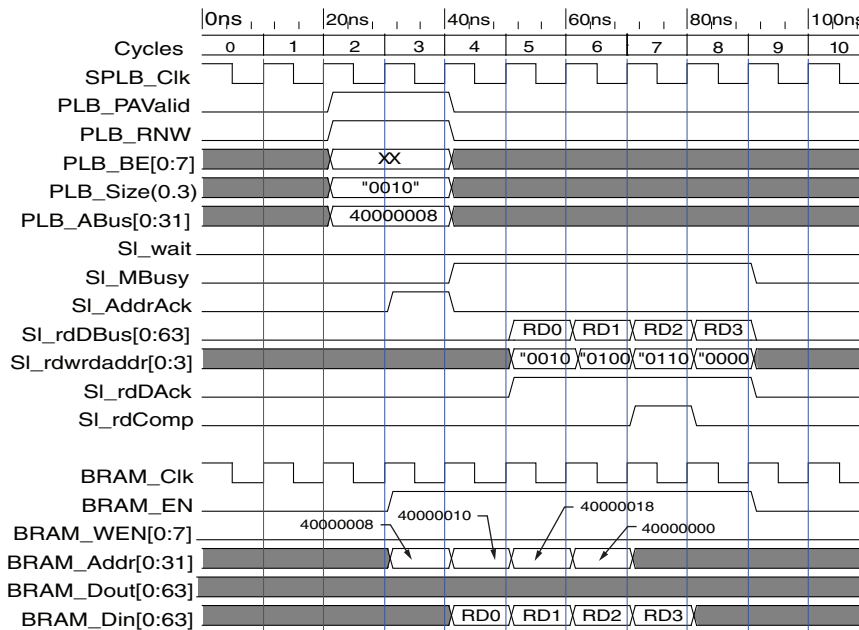 0ns 20ns 40ns 60ns 80ns 100ns
Cycles 0 1 2 3 4 5 6 7 8 9 10
SPLB_Clk
PLB_PAValid
PLB_RNW
PLB_BE[0:7] XX
PLB_Size(0.3) "0010"
PLB_ABus[0:31] 40000008
Sl_wait
Sl_MBusy
Sl_AddrAck
Sl_rdDBus[0:63] RD0 RD1 RD2 RD3
Sl_rdwrdaddr[0:3] "0010 "0100 "0110 "0000
Sl_rdDAck
Sl_rdComp
BRAM_Clk
BRAM_EN
40000008 40000010 40000018 40000000
BRAM_WEN[0:7]
BRAM_Addr[0:31]
BRAM_Dout[0:63]
BRAM_Din[0:63] RD0 RD1 RD2 RD3